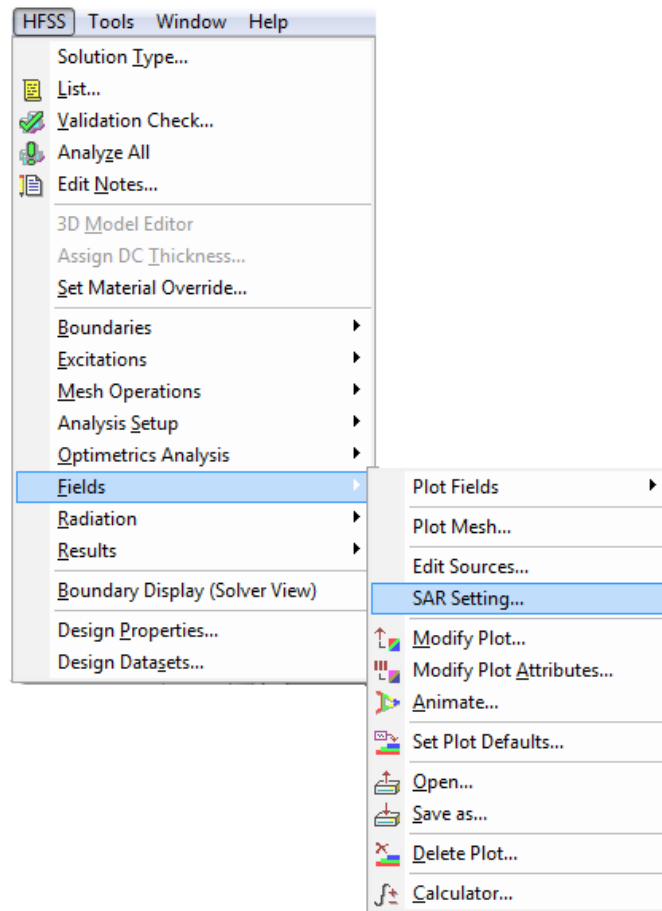 HFSS Tools Window Help
Solution Type...
List...
Validation Check...
Analyze All
Edit Notes...
3D Model Editor
Assign DC Thickness...
Set Material Override...
Boundaries
Excitations
Mesh Operations
Analysis Setup
Optimetrics Analysis
Fields
Radiation
Results
Boundary Display (Solver View)
Design Properties...
Design Datasets...
Plot Fields
Plot Mesh...
Edit Sources...
SAR Setting...
Modify Plot...
Modify Plot Attributes...
Animate...
Set Plot Defaults...
Open...
Save as...
Delete Plot...
Calculator...